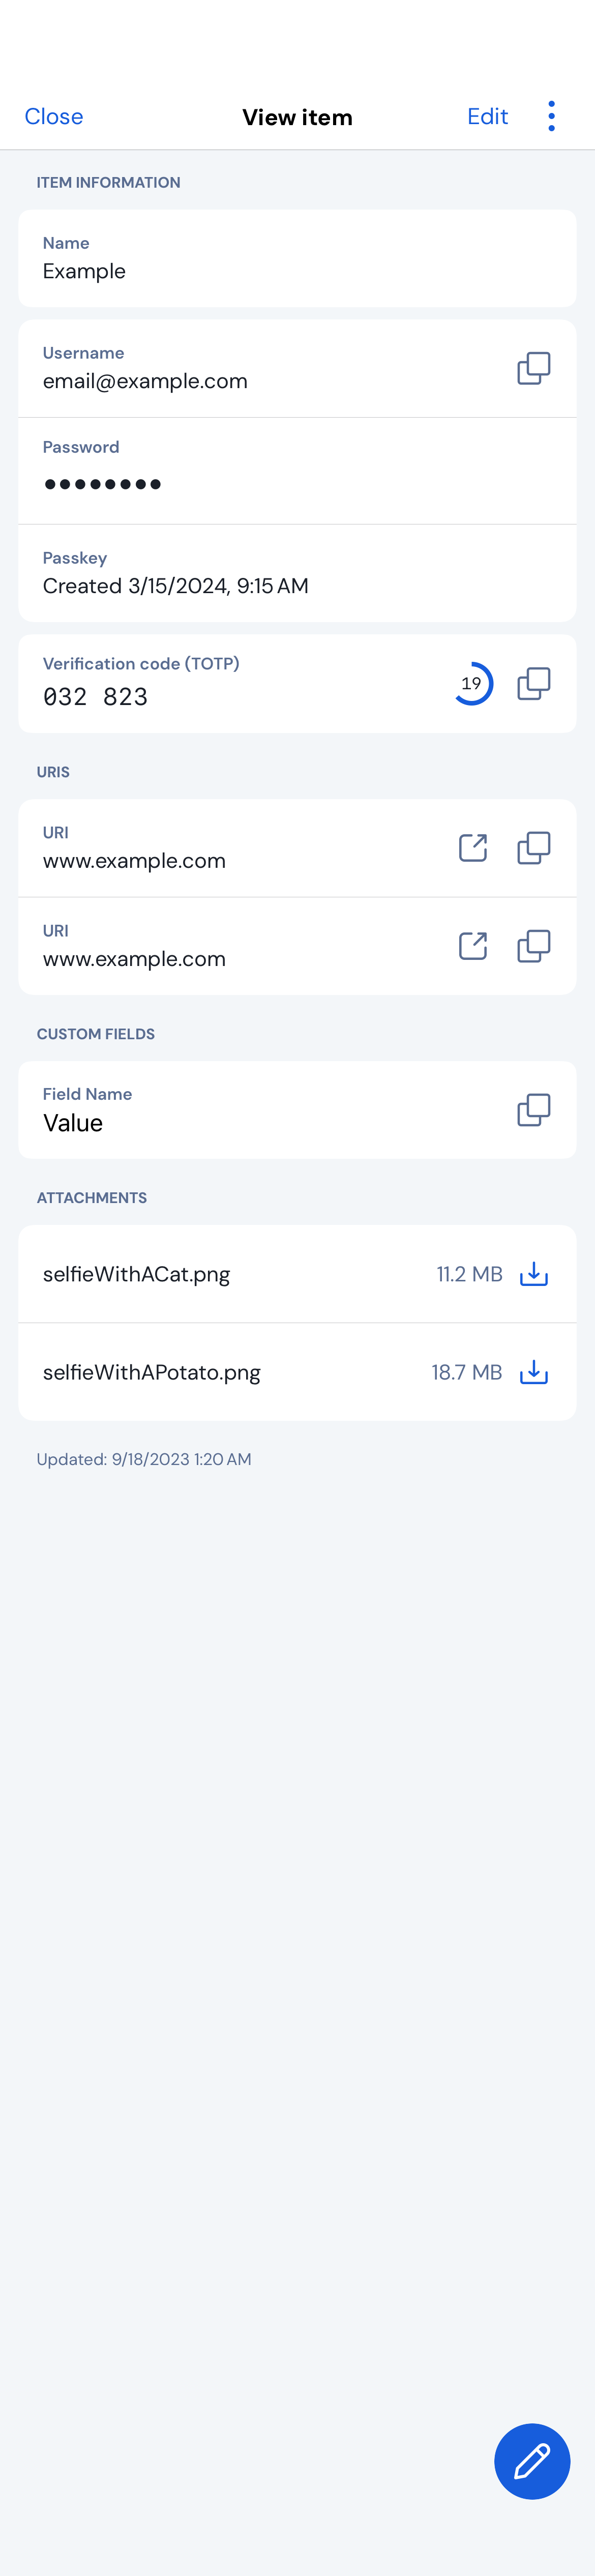 Close View item Edit
ITEM INFORMATION
Name
Example
Username
email@example.com
Password
••••••••
Passkey
Created 3/15/2024, 9:15 AM
Verification code (TOTP)
032 823
19
URIS
URI
www.example.com
URI
www.example.com
CUSTOM FIELDS
Field Name
Value
ATTACHMENTS
selfieWithACat.png 11.2 MB
selfieWithAPotato.png 18.7 MB
Updated: 9/18/2023 1:20 AM